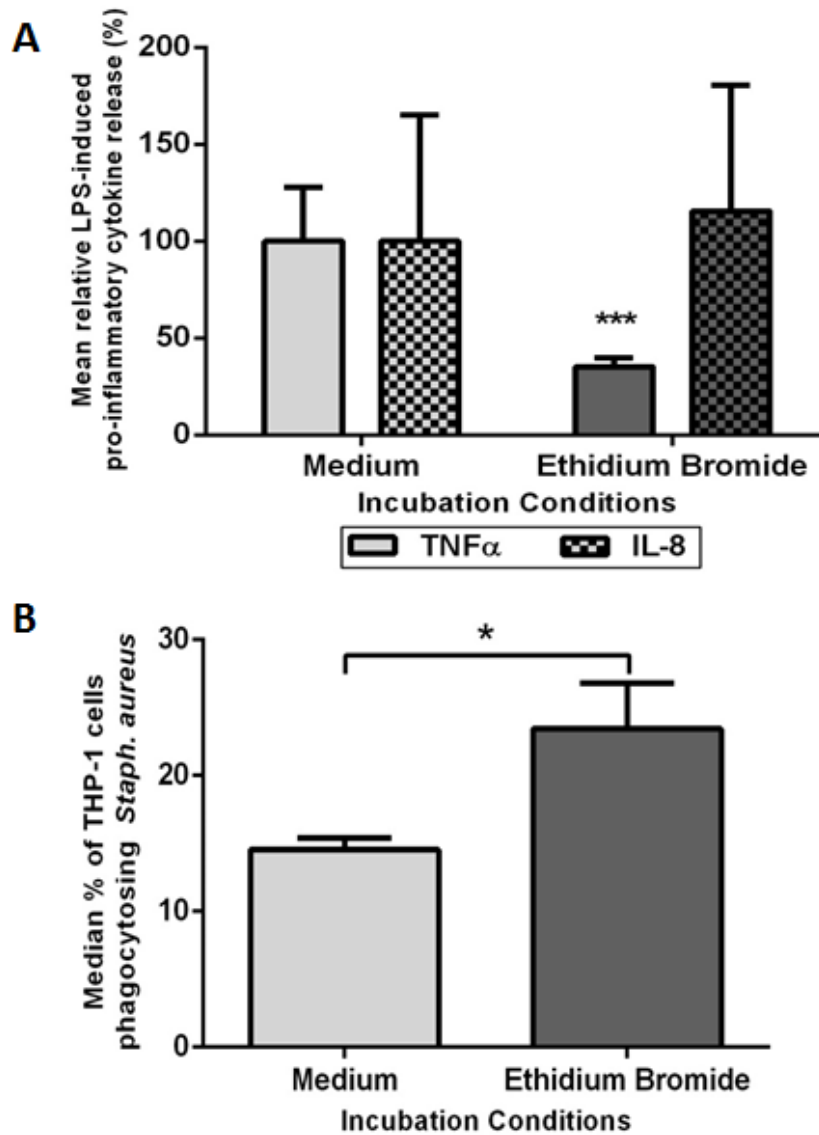 A
Mean relative LPS-induced
pro-inflammatory cytokine release (%)
200
150
100
50
0
***
Medium
Ethidium Bromide
Incubation Conditions
TNFα
IL-8
B
Median % of THP-1 cells
phagocytosing Staph. aureus
30
20
10
0
*
Medium
Ethidium Bromide
Incubation Conditions